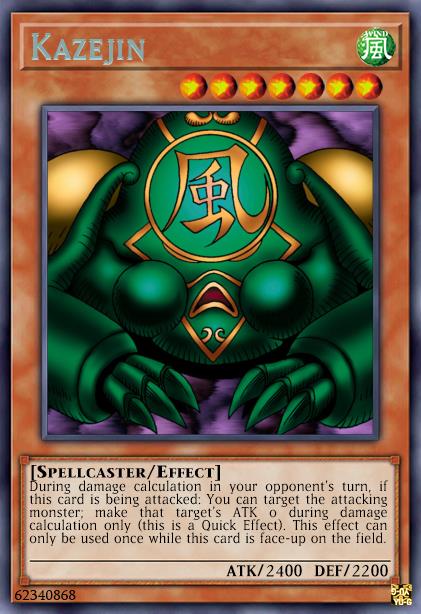 KAZEJIN
WIND
風
風
[SPELLCASTER/EFFECT]
During damage calculation in your opponent's turn, if
this card is being attacked: You can target the attacking
monster; make that target's ATK 0 during damage
calculation only (this is a Quick Effect). This effect can
only be used once while this card is face-up on the field.
ATK/2400 DEF/2200
62340868